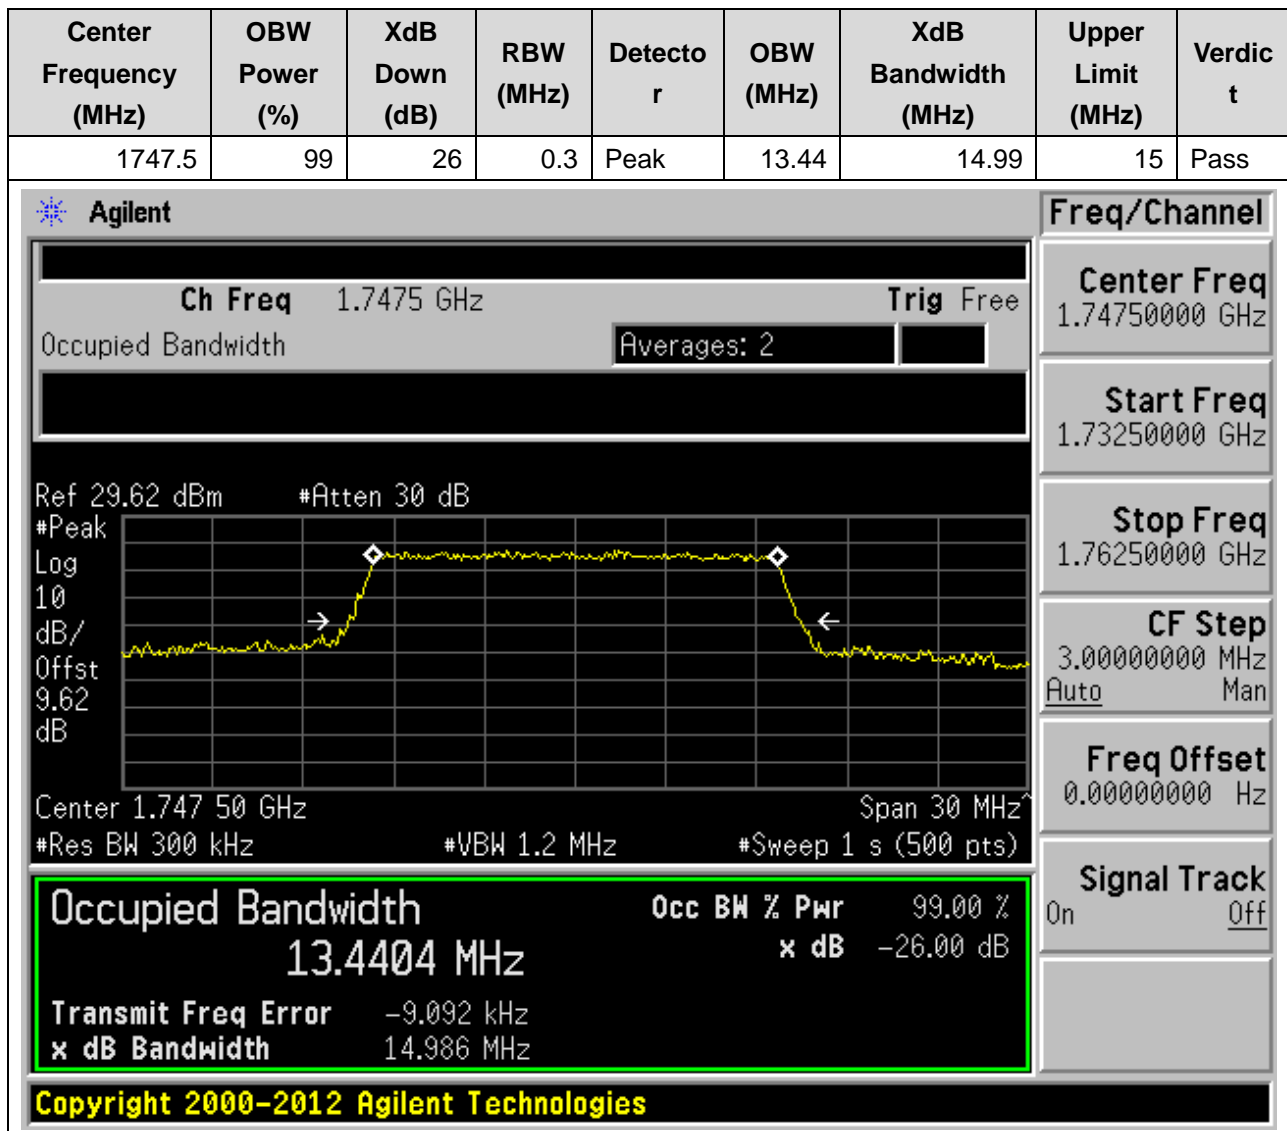 Center Frequency (MHz) OBW Power (%) XdB Down (dB) RBW (MHz) Detecto r OBW (MHz) XdB Bandwidth (MHz) Upper Limit (MHz) Verdic t
1747.5 99 26 0.3 Peak 13.44 14.99 15 Pass
Agilent
Freq/Channel
Ch Freq 1.7475 GHz Trig Free
Occupied Bandwidth Averages: 2
Ref 29.62 dBm #Atten 30 dB
#Peak
Log
10
dB/
Offst
9.62
dB
Center 1.747 50 GHz Span 30 MHz^
#Res BW 300 kHz #VBW 1.2 MHz #Sweep 1 s (500 pts)
Occupied Bandwidth Occ BW % Pwr 99.00 %
13.4404 MHz x dB -26.00 dB
Transmit Freq Error -9.092 kHz
x dB Bandwidth 14.986 MHz
Center Freq
1.74750000 GHz
Start Freq
1.73250000 GHz
Stop Freq
1.76250000 GHz
CF Step
3.00000000 MHz
Auto Man
Freq Offset
0.00000000 Hz
Signal Track
On Off
Copyright 2000-2012 Agilent Technologies